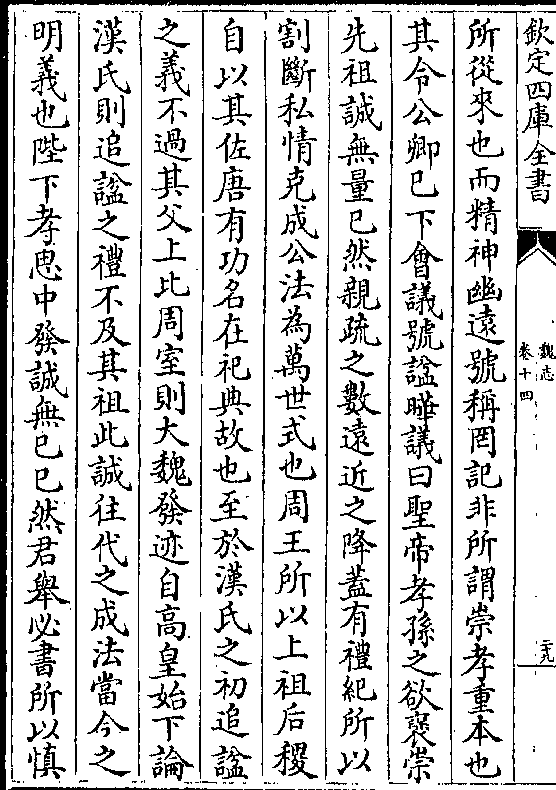 欽定四庫全書
魏志
卷十四
二十九
所從來也而精神幽遠號稱罔記非所謂崇孝重本也
其令公卿已下會議號諡曄議曰聖帝孝孫之欲褒崇
先祖誠無量已然親疏之數遠近之降蓋有禮紀所以
割斷私情克成公法為萬世式也周王所以上祖后稷
自以其佐唐有功名在祀典故也至於漢氏之初追諡
之義不過其父上比周室則大魏發迹自高皇始下論
漢氏則追諡之禮不及其祖此誠往代之成法當今之
明義也陛下孝思中發誠無已已然君舉必書所以慎